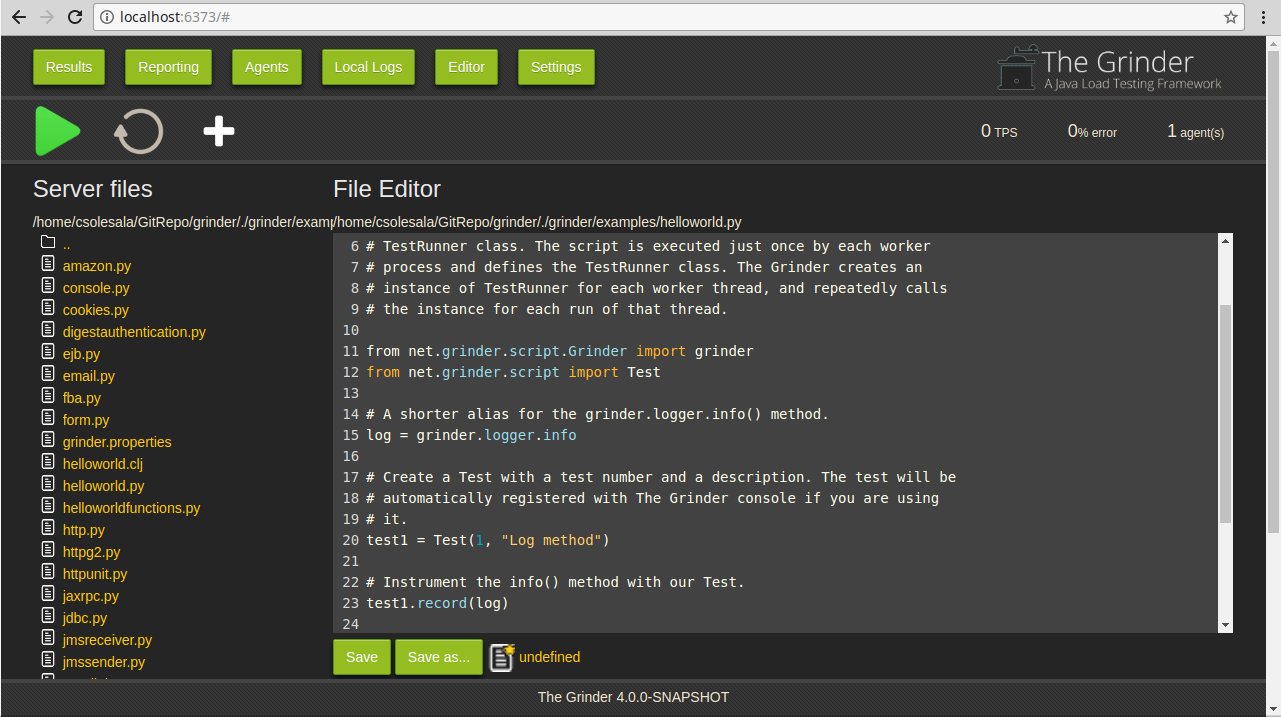 localhost:6373/#
Results Reporting Agents Local Logs Editor Settings
The Grinder
A Java Load Testing Framework
0 TPS 0% error 1 agent(s)
Server files
/home/csolesala/GitRepo/grinder/./grinder/exam
..
amazon.py
console.py
cookies.py
digestauthentication.py
ejb.py
email.py
fba.py
form.py
grinder.properties
helloworld.clj
helloworld.py
helloworldfunctions.py
http.py
httpg2.py
httpunit.py
jaxrpc.py
jdbc.py
jmsreceiver.py
jmssender.py
File Editor
/home/csolesala/GitRepo/grinder/./grinder/examples/helloworld.py
6 # TestRunner class. The script is executed just once by each worker
7 # process and defines the TestRunner class. The Grinder creates an
8 # instance of TestRunner for each worker thread, and repeatedly calls
9 # the instance for each run of that thread.
10
11 from net.grinder.script.Grinder import grinder
12 from net.grinder.script import Test
13
14 # A shorter alias for the grinder.logger.info() method.
15 log = grinder.logger.info
16
17 # Create a Test with a test number and a description. The test will be
18 # automatically registered with The Grinder console if you are using
19 # it.
20 test1 = Test(1, "Log method")
21
22 # Instrument the info() method with our Test.
23 test1.record(log)
24
Save Save as... undefined
The Grinder 4.0.0-SNAPSHOT